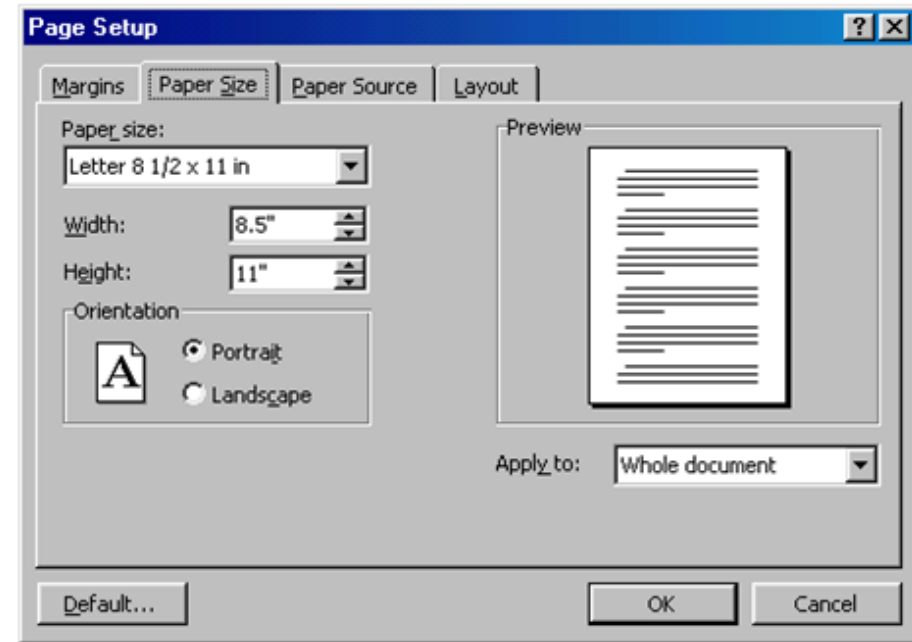 Page Setup
Margins Paper Size Paper Source Layout
Paper size:
Letter 8 1/2 x 11 in
Width: 8.5"
Height: 11"
Orientation
A
Portrait
Landscape
Preview
Apply to: Whole document
Default... OK Cancel